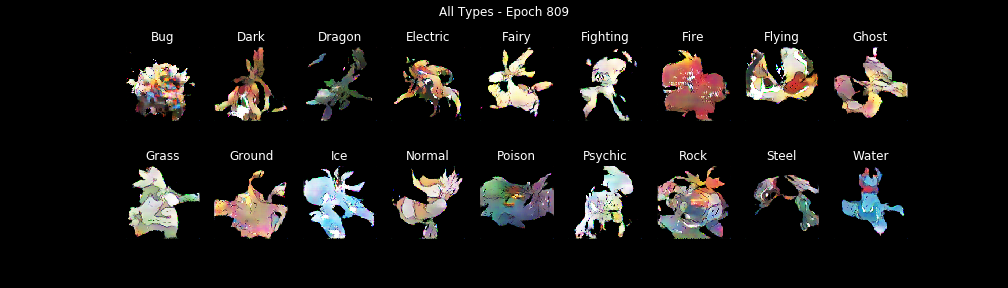 All Types - Epoch 809
Bug Dark Dragon Electric Fairy Fighting Fire Flying Ghost
Grass Ground Ice Normal Poison Psychic Rock Steel Water